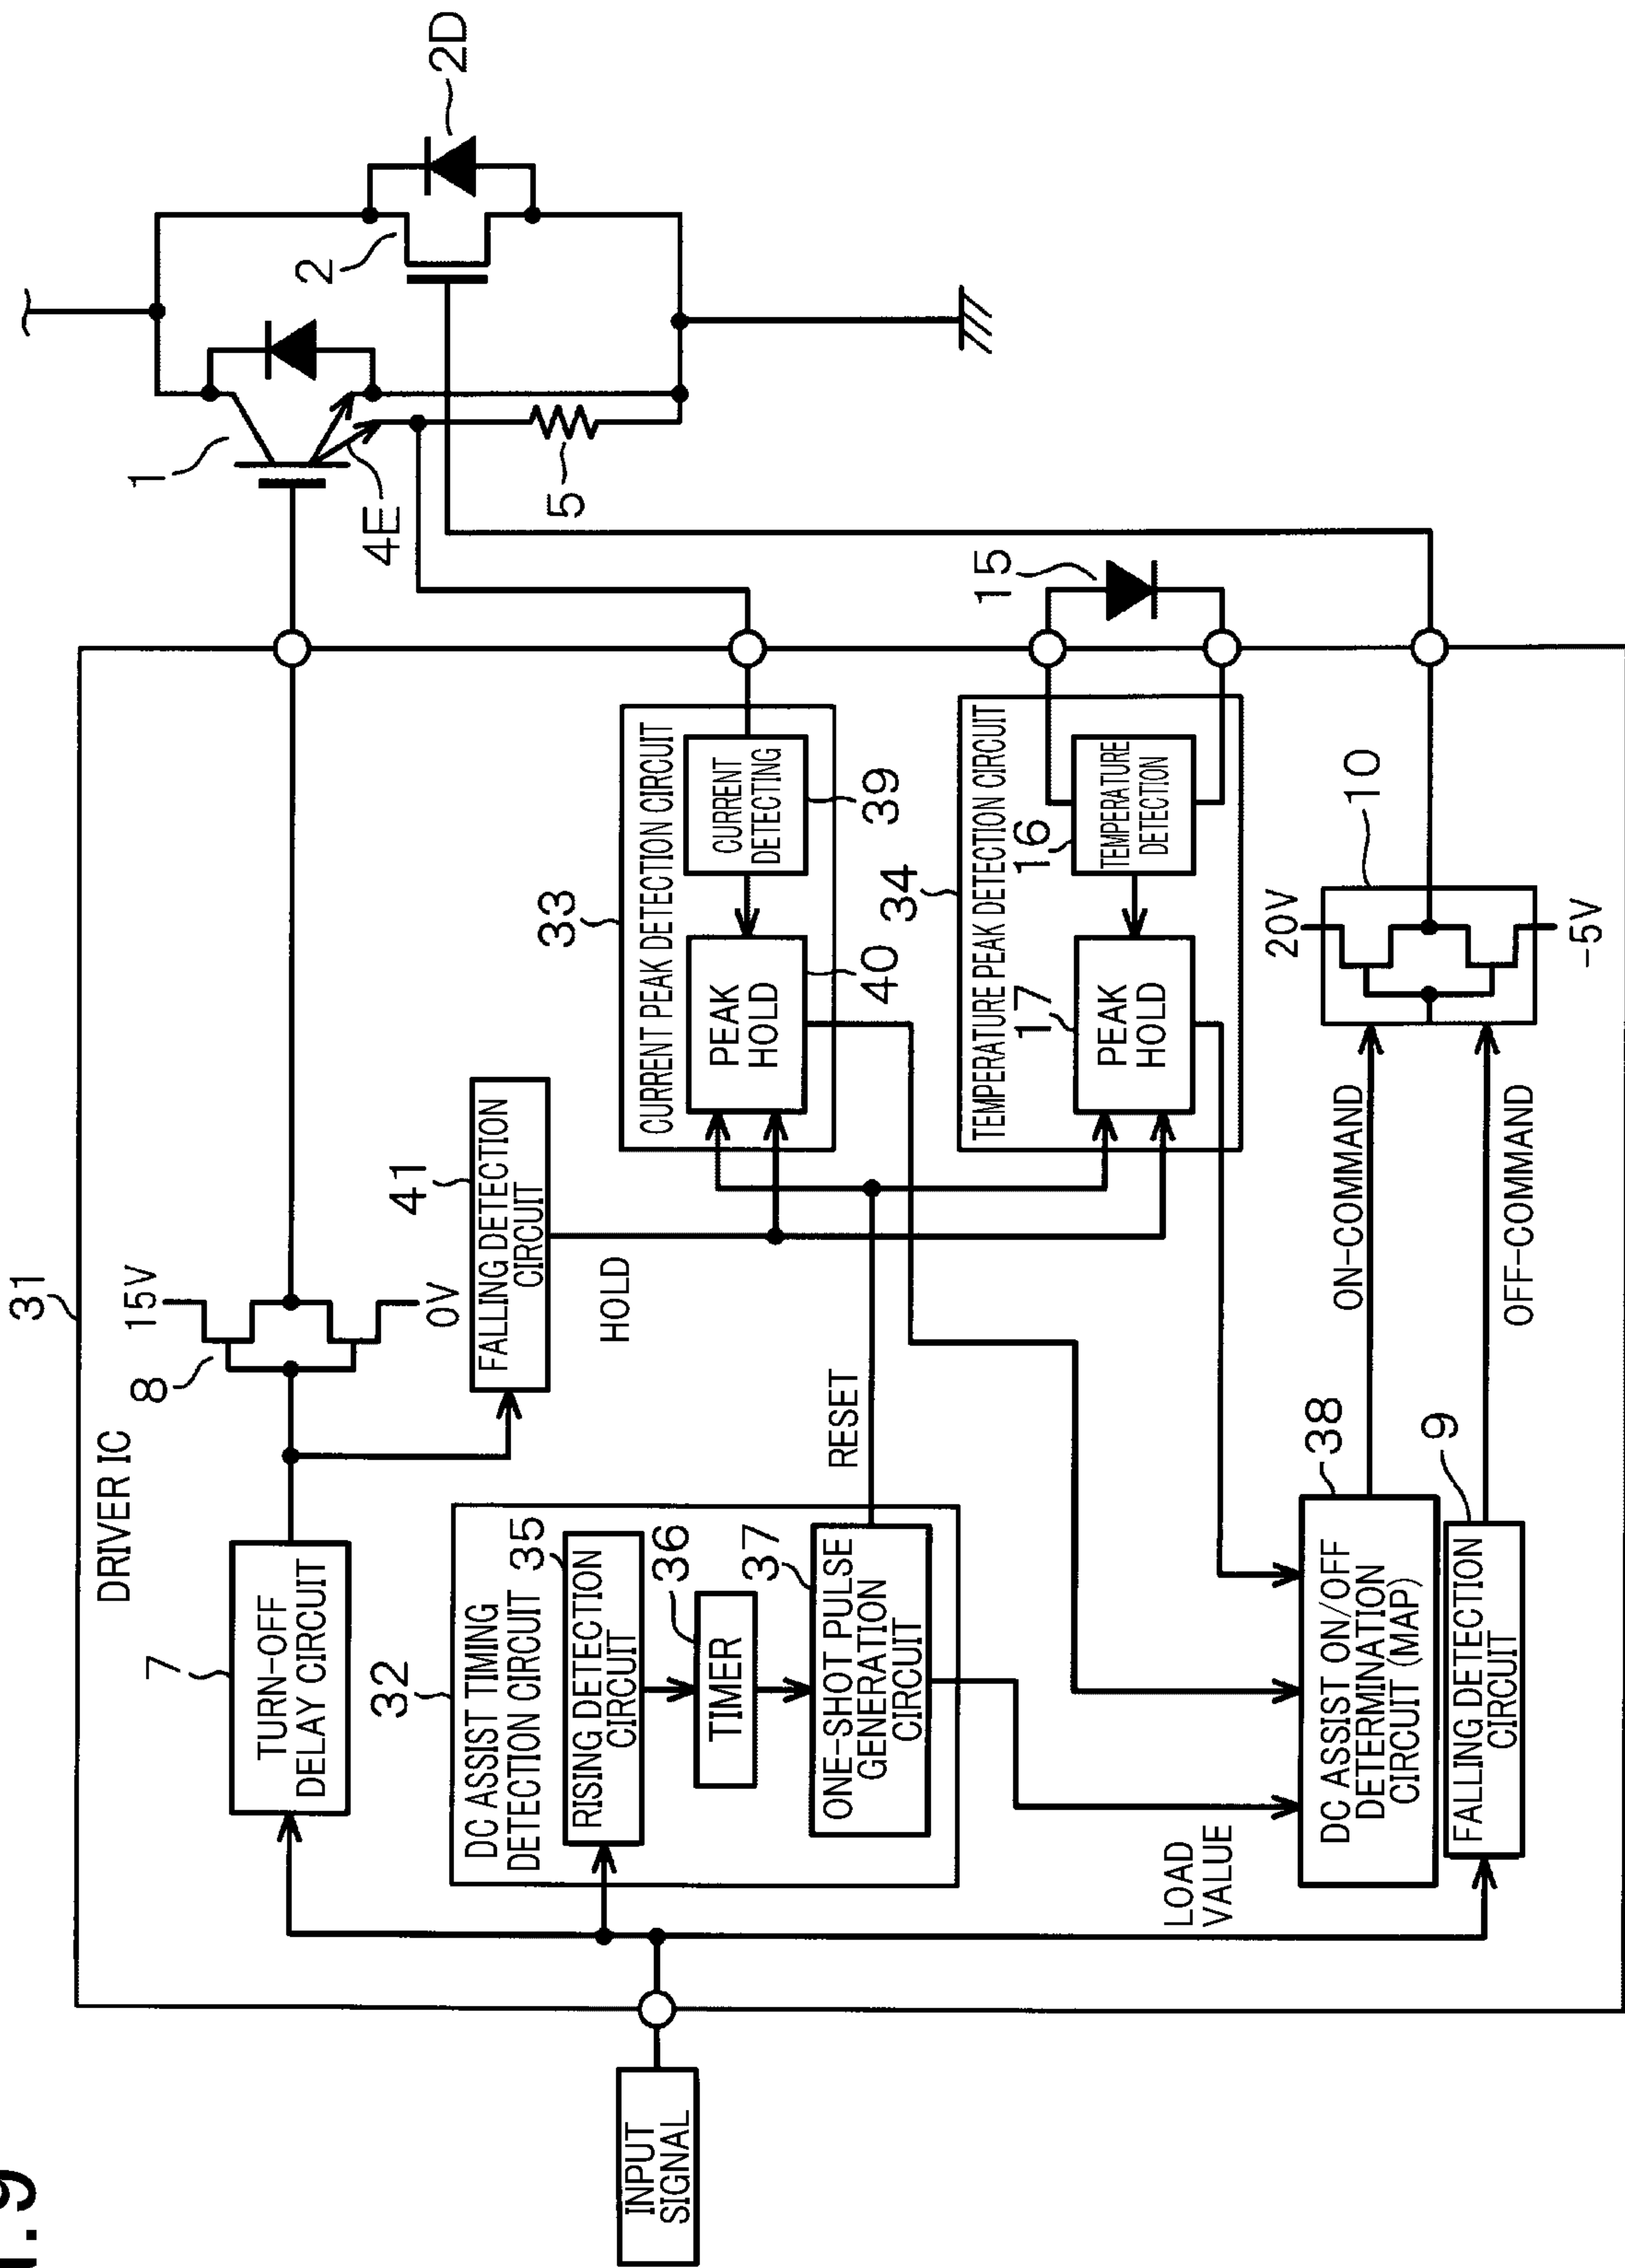 31
DRIVER IC
INPUT
SIGNAL
7
TURN-OFF
DELAY CIRCUIT
8
15V
0V
41
FALLING DETECTION
CIRCUIT
HOLD
32
DC ASSIST TIMING
DETECTION CIRCUIT
35
RISING DETECTION
CIRCUIT
36
TIMER
37
ONE-SHOT PULSE
GENERATION
CIRCUIT
RESET
33
CURRENT PEAK DETECTION CIRCUIT
PEAK
HOLD
40
CURRENT
DETECTING
39
34
TEMPERATURE PEAK DETECTION CIRCUIT
17
PEAK
HOLD
16
TEMPERATURE
DETECTION
15
LOAD
VALUE
38
DC ASSIST ON/OFF
DETERMINATION
CIRCUIT (MAP)
9
FALLING DETECTION
CIRCUIT
ON-COMMAND
OFF-COMMAND
10
20V
-5V
1
4E
5
2
2D
.9